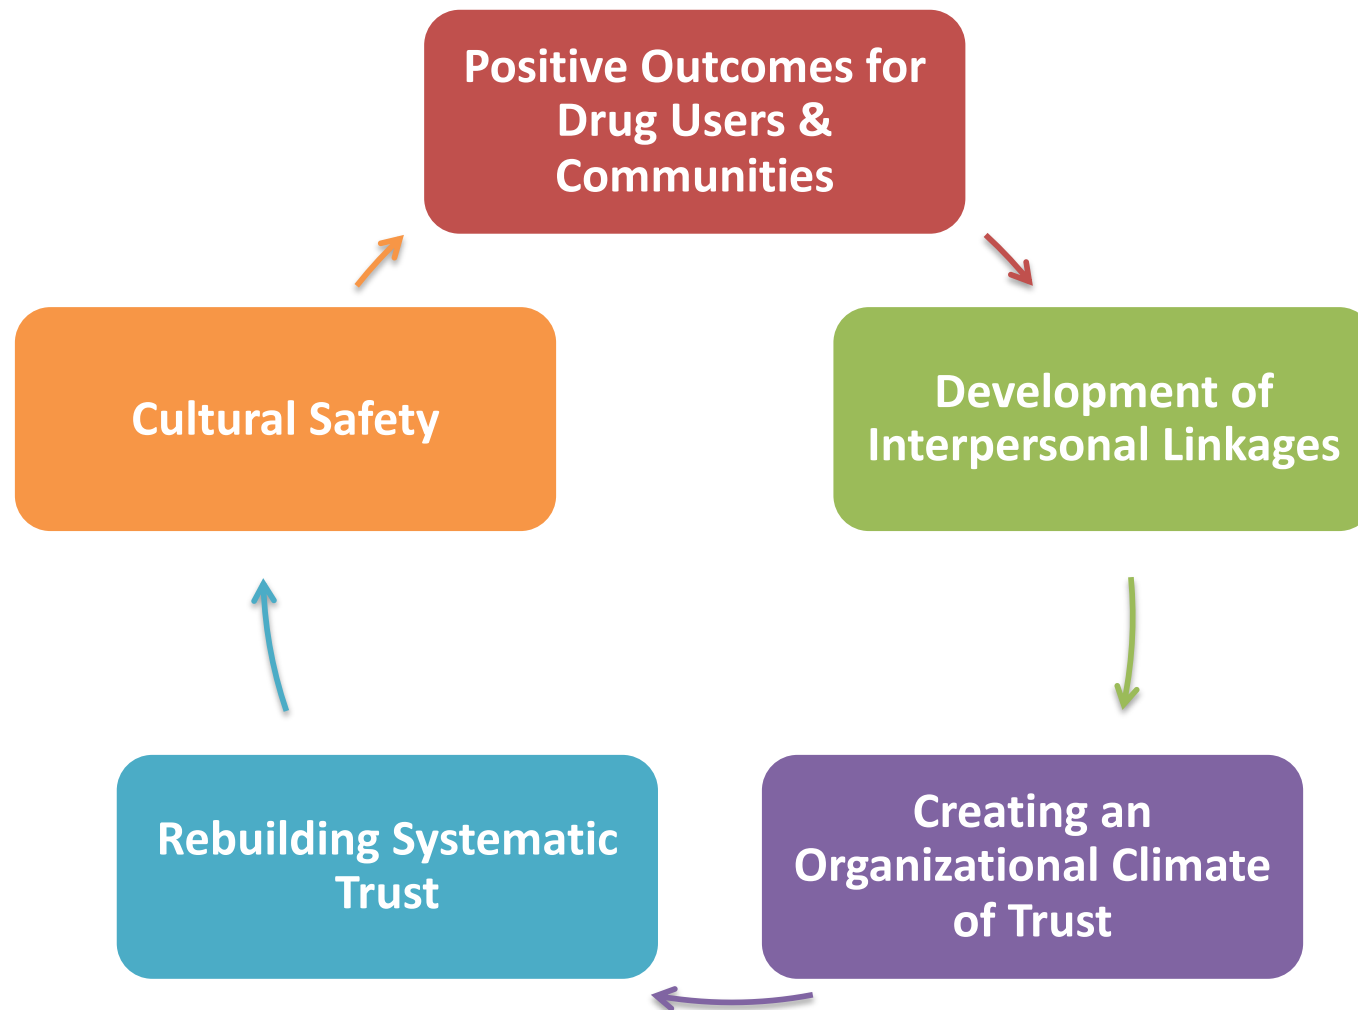 Positive Outcomes for
Drug Users &
Communities
Development of
Interpersonal Linkages
Creating an
Organizational Climate
of Trust
Rebuilding Systematic
Trust
Cultural Safety